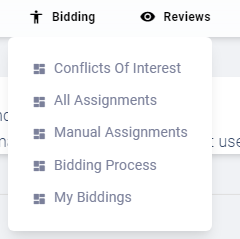 Bidding Reviews
Conflicts Of Interest
All Assignments
Manual Assignments
Bidding Process
My Biddings